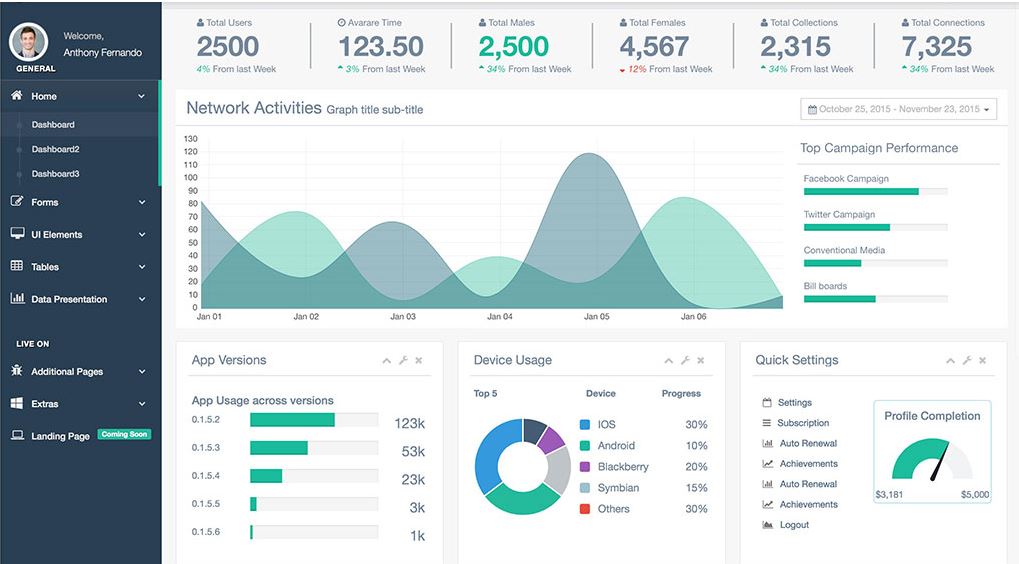 Welcome,
Anthony Fernando
GENERAL
Home
Dashboard
Dashboard2
Dashboard3
Forms
UI Elements
Tables
Data Presentation
LIVE ON
Additional Pages
Extras
Landing Page Coming Soon
Total Users
2500
4% From last Week
Avarare Time
123.50
3% From last Week
Total Males
2,500
34% From last Week
Total Females
4,567
12% From last Week
Total Collections
2,315
34% From last Week
Total Connections
7,325
34% From last Week
Network Activities Graph title sub-title
October 25, 2015 - November 23, 2015
130
120
110
100
90
80
70
60
50
40
30
20
10
0
Jan 01 Jan 02 Jan 03 Jan 04 Jan 05 Jan 06
Top Campaign Performance
Facebook Campaign
Twitter Campaign
Conventional Media
Bill boards
App Versions
App Usage across versions
0.1.5.2 123k
0.1.5.3 53k
0.1.5.4 23k
0.1.5.5 3k
0.1.5.6 1k
Device Usage
Top 5 Device Progress
IOS 30%
Android 10%
Blackberry 20%
Symbian 15%
Others 30%
Quick Settings
Settings
Subscription
Auto Renewal
Achievements
Auto Renewal
Achievements
Logout
Profile Completion
$3,181 $5,000